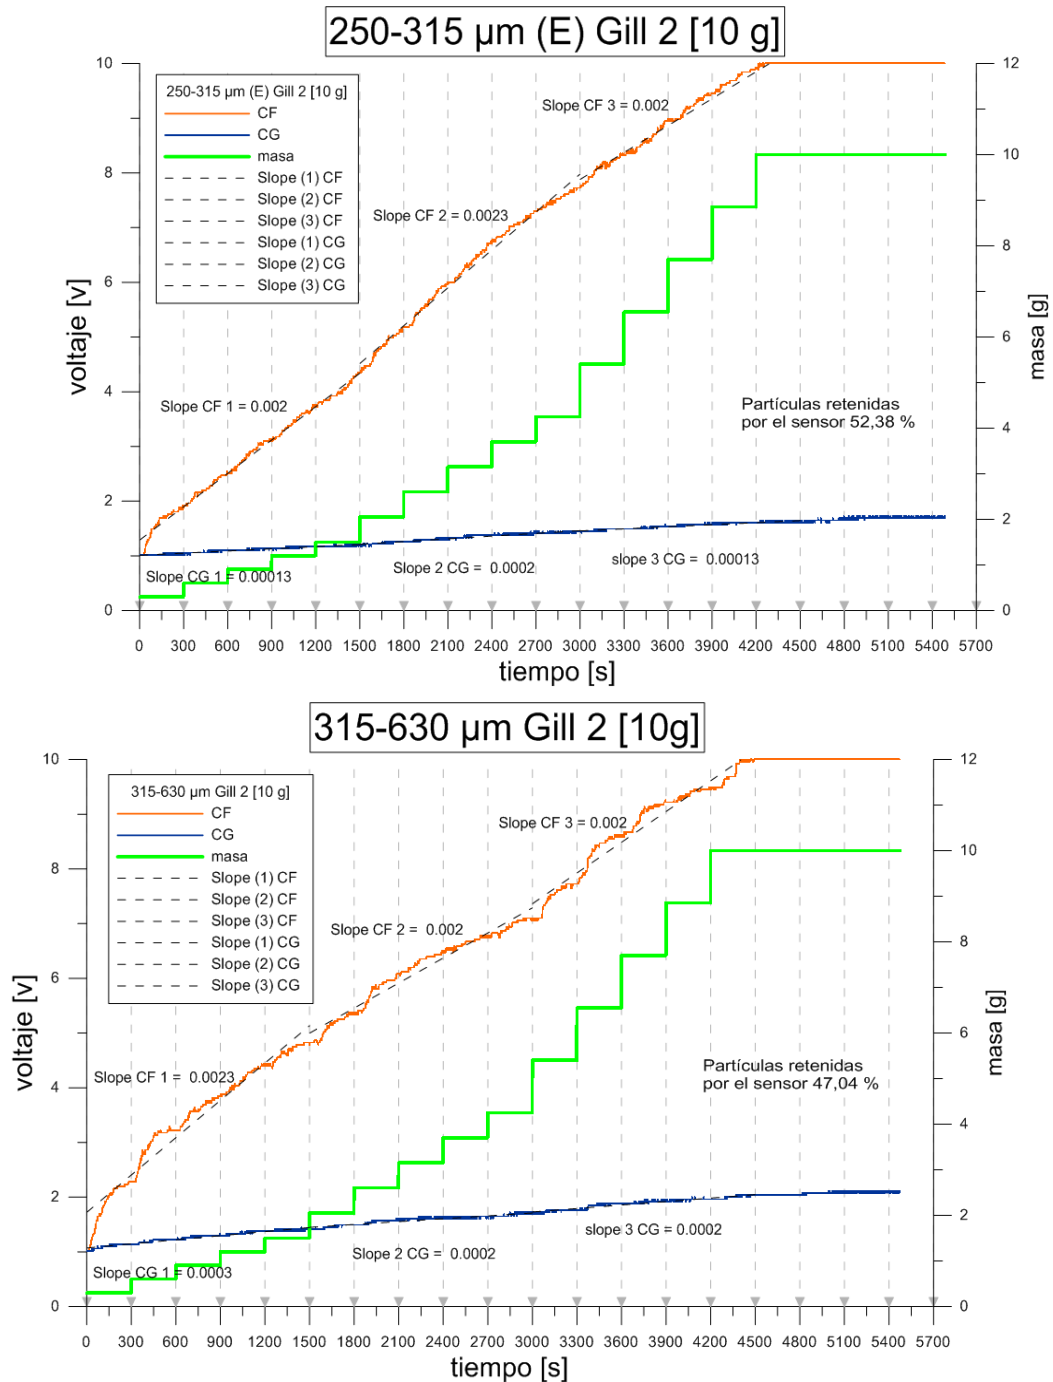 250-315 µm (E) Gill 2 [10 g]
250-315 µm (E) Gill 2 [10 g]
CF
CG
masa
Slope (1) CF
Slope (2) CF
Slope (3) CF
Slope (1) CG
Slope (2) CG
Slope (3) CG
Slope CF 3 = 0.002
Slope CF 2 = 0.0023
Slope CF 1 = 0.002
Partículas retenidas
por el sensor 52,38 %
Slope CG 1 = 0.00013
Slope 2 CG = 0.0002
slope 3 CG = 0.00013
voltaje [v]
10
8
6
4
2
0
masa [g]
12
10
8
6
4
2
0
0 300 600 900 1200 1500 1800 2100 2400 2700 3000 3300 3600 3900 4200 4500 4800 5100 5400 5700
tiempo [s]
315-630 µm Gill 2 [10g]
315-630 µm Gill 2 [10 g]
CF
CG
masa
Slope (1) CF
Slope (2) CF
Slope (3) CF
Slope (1) CG
Slope (2) CG
Slope (3) CG
Slope CF 3 = 0.002
Slope CF 2 = 0.002
Slope CF 1 = 0.0023
Partículas retenidas
por el sensor 47,04 %
Slope CG 1 = 0.0003
Slope 2 CG = 0.0002
slope 3 CG = 0.0002
voltaje [v]
10
8
6
4
2
0
masa [g]
12
10
8
6
4
2
0
0 300 600 900 1200 1500 1800 2100 2400 2700 3000 3300 3600 3900 4200 4500 4800 5100 5400 5700
tiempo [s]